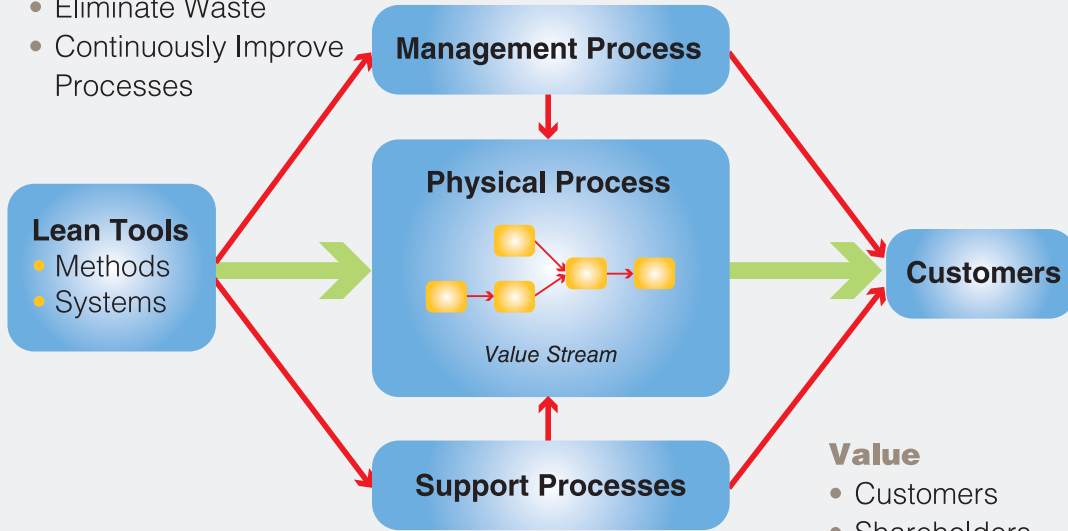 • Eliminate Waste
• Continuously Improve
Processes
Management Process
Physical Process
Lean Tools
• Methods
• Systems
Customers
Value Stream
Support Processes
Value
• Customers
• Shareholders